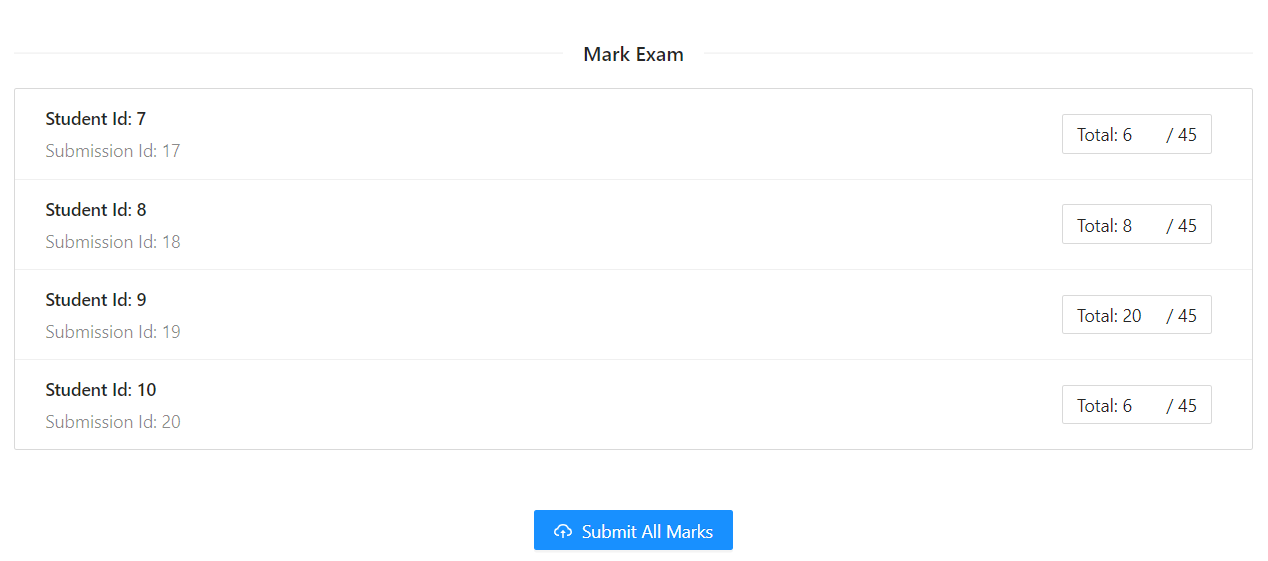 Mark Exam
Student Id: 7
Submission Id: 17
Total: 6 / 45
Student Id: 8
Submission Id: 18
Total: 8 / 45
Student Id: 9
Submission Id: 19
Total: 20 / 45
Student Id: 10
Submission Id: 20
Total: 6 / 45
Submit All Marks